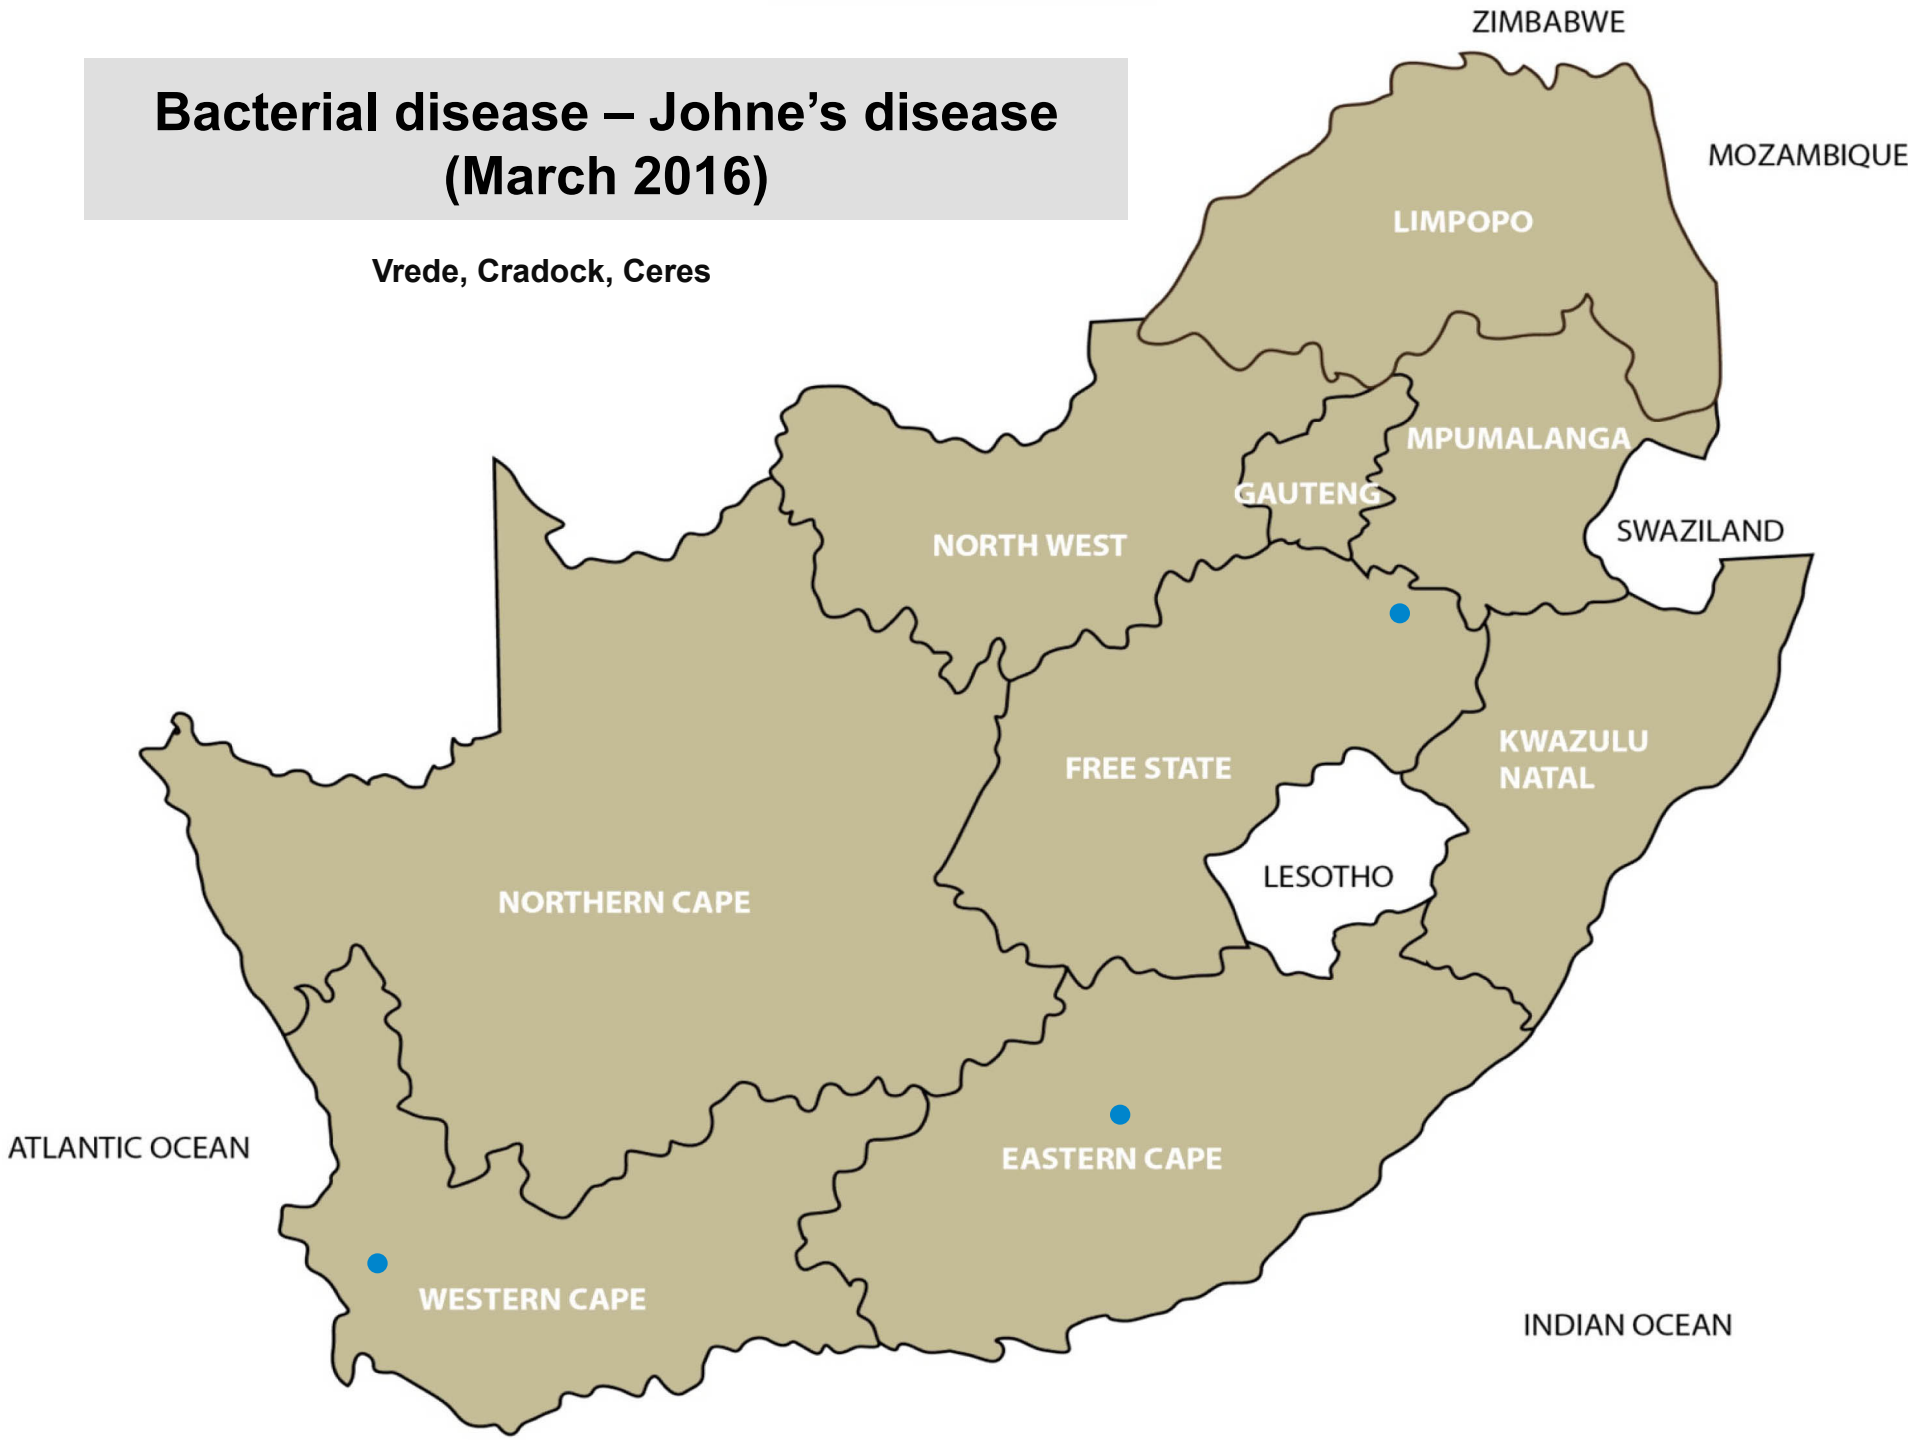 ZIMBABWE
Bacterial disease – Johne’s disease
(March 2016)
MOZAMBIQUE
LIMPOPO
Vrede, Cradock, Ceres
MPUMALANGA
GAUTENG
SWAZILAND
NORTH WEST
KWAZULU
NATAL
FREE STATE
LESOTHO
NORTHERN CAPE
ATLANTIC OCEAN
EASTERN CAPE
WESTERN CAPE
INDIAN OCEAN